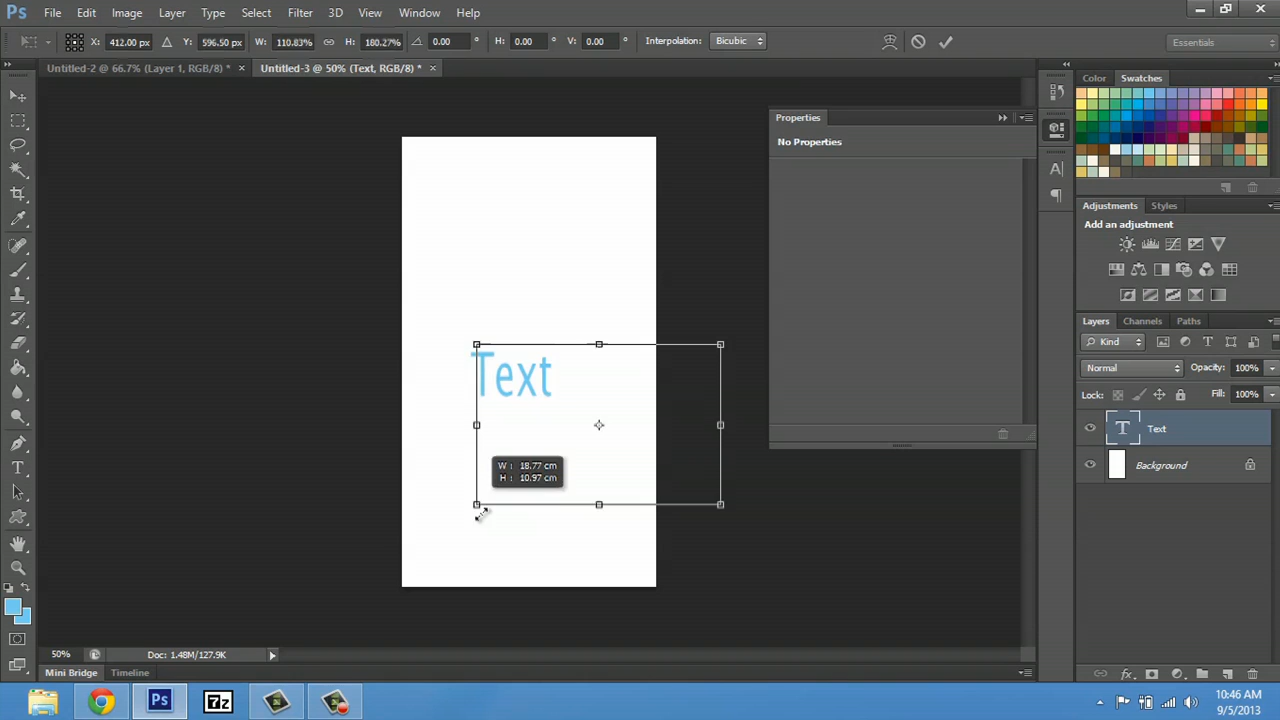 Ps File Edit Image Layer Type Select Filter 3D View Window Help
X: 412.00 px Y: 596.50 px W: 110.83% H: 180.27% 0.00 ° H: 0.00 ° V: 0.00 ° Interpolation: Bicubic Essentials
Untitled-2 @ 66.7% (Layer 1, RGB/8) * × Untitled-3 @ 50% (Text, RGB/8) * ×
Color Swatches
Properties
No Properties
Adjustments Styles
Add an adjustment
Layers Channels Paths
Kind
Normal Opacity: 100%
Lock: Fill: 100%
T Text
Background
Text
W : 18.77 cm
H : 10.97 cm
50% Doc: 1.48M/127.9K
Mini Bridge Timeline
Ps 7z
10:46 AM
9/5/2013